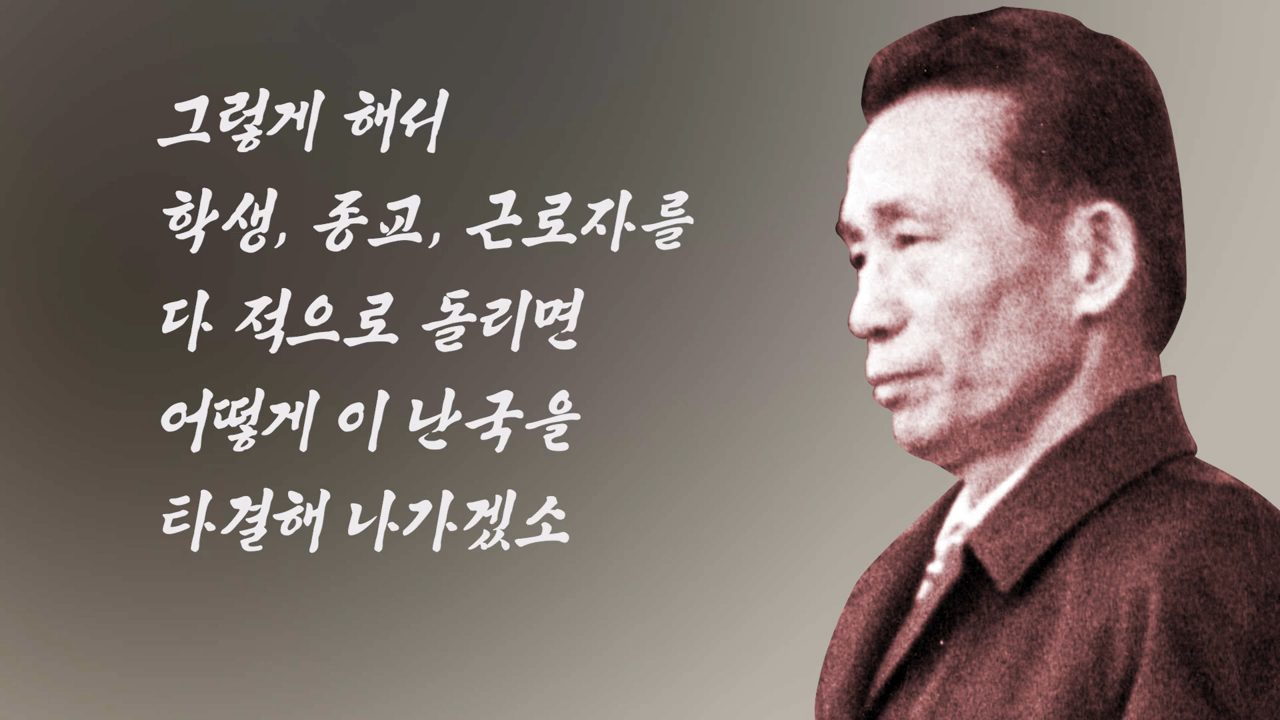 그렇게 해서
학생, 종교, 근로자를
다 적으로 돌리면
어떻게 이 난국을
타결해 나가겠소